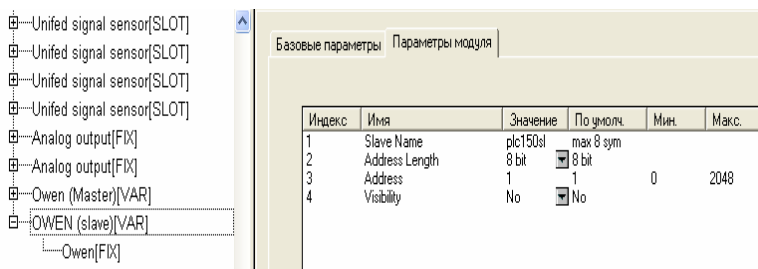 Unifed signal sensor[SLOT]
Unifed signal sensor[SLOT]
Unifed signal sensor[SLOT]
Unifed signal sensor[SLOT]
Analog output[FIX]
Analog output[FIX]
Owen (Master)[VAR]
OWEN (slave)[VAR]
Owen[FIX]
Базовые параметры Параметры модуля
Индекс Имя Значение По умолч. Мин. Макс.
1 Slave Name plc150sl max 8 sym
2 Address Length 8 bit 8 bit
3 Address 1 1 0 2048
4 Visibility No No